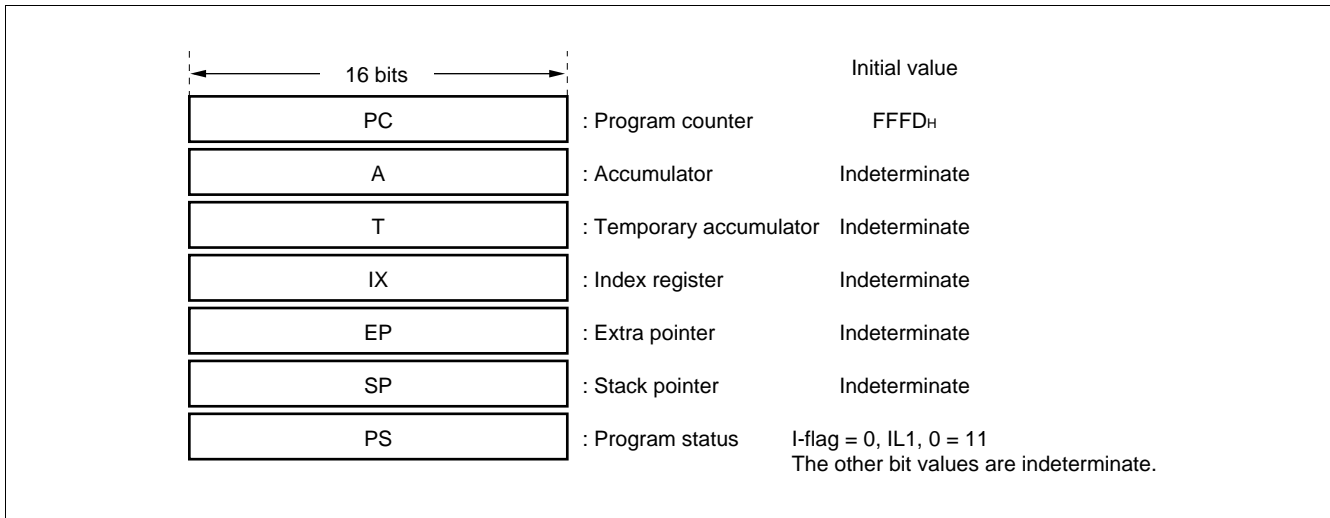 16 bits Initial value
PC : Program counter FFFDH
A : Accumulator Indeterminate
T : Temporary accumulator Indeterminate
IX : Index register Indeterminate
EP : Extra pointer Indeterminate
SP : Stack pointer Indeterminate
PS : Program status I-flag = 0, IL1, 0 = 11
The other bit values are indeterminate.